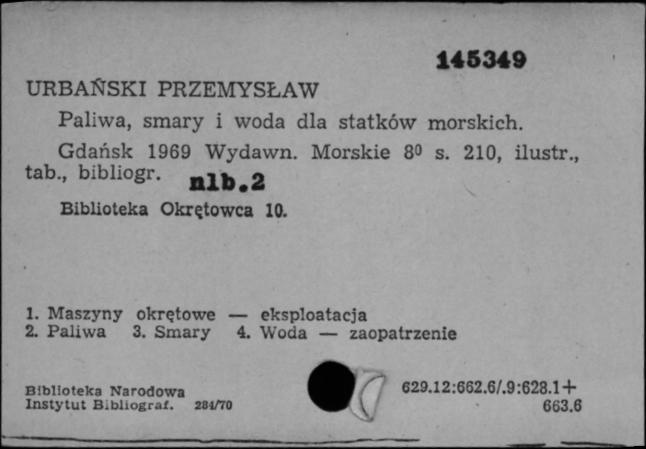 145349
URBAŃSKI PRZEMYSŁAW
Paliwa, smary i woda dla statków morskich.
Gdańsk 1969 Wydawn. Morskie 8⁰ s. 210, ilustr.,
tab., bibliogr. nlb.2
Biblioteka Okrętowca 10.
1. Maszyny okrętowe — eksploatacja
2. Paliwa 3. Smary 4. Woda — zaopatrzenie
Biblioteka Narodowa
Instytut Bibliograf. 284/70
629.12:662.6/.9:628.1+
663.6